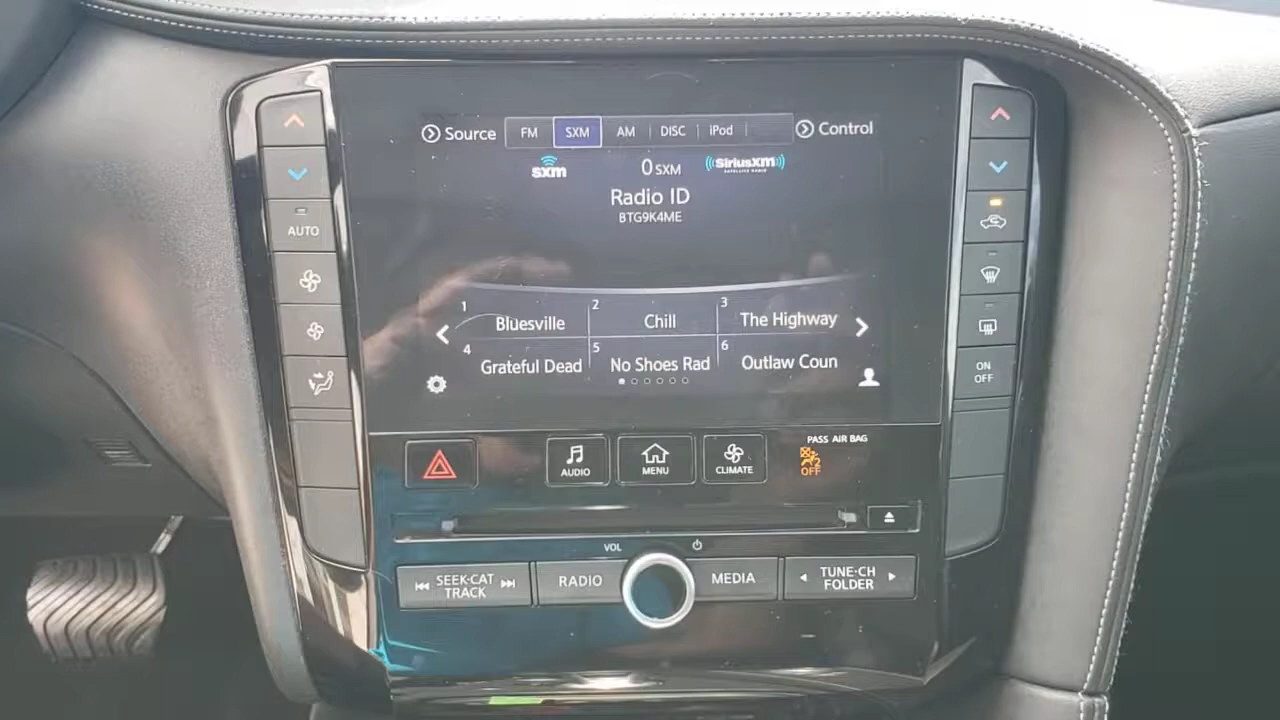 Source FM SXM AM DISC iPod Control
sxm 0 SXM SiriusXM
SATELLITE RADIO
Radio ID
BTG9K4ME
1 Bluesville 2 Chill 3 The Highway
4 Grateful Dead 5 No Shoes Rad 6 Outlaw Coun
AUTO
ON
OFF
AUDIO MENU CLIMATE
PASS AIR BAG
OFF
VOL
SEEK·CAT
TRACK
RADIO MEDIA
TUNE·CH
FOLDER